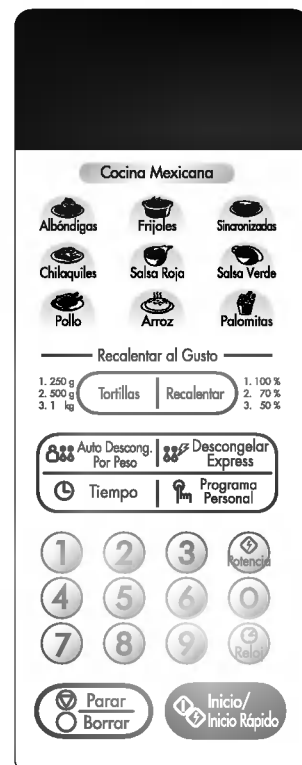 Cocina Mexicana
Albóndigas Frijoles Sincronizadas
Chilaquiles Salsa Roja Salsa Verde
Pollo Arroz Palomitas
Recalentar al Gusto
1. 250 g
2. 500 g
3. 1 kg
Tortillas
Recalentar
1. 100 %
2. 70 %
3. 50 %
Auto Descong.
Por Peso
Descongelar
Express
Tiempo
Programa
Personal
1 2 3 Potencia
4 5 6 0
7 8 9 Reloj
Parar
Borrar
Inicio/
Inicio Rápido